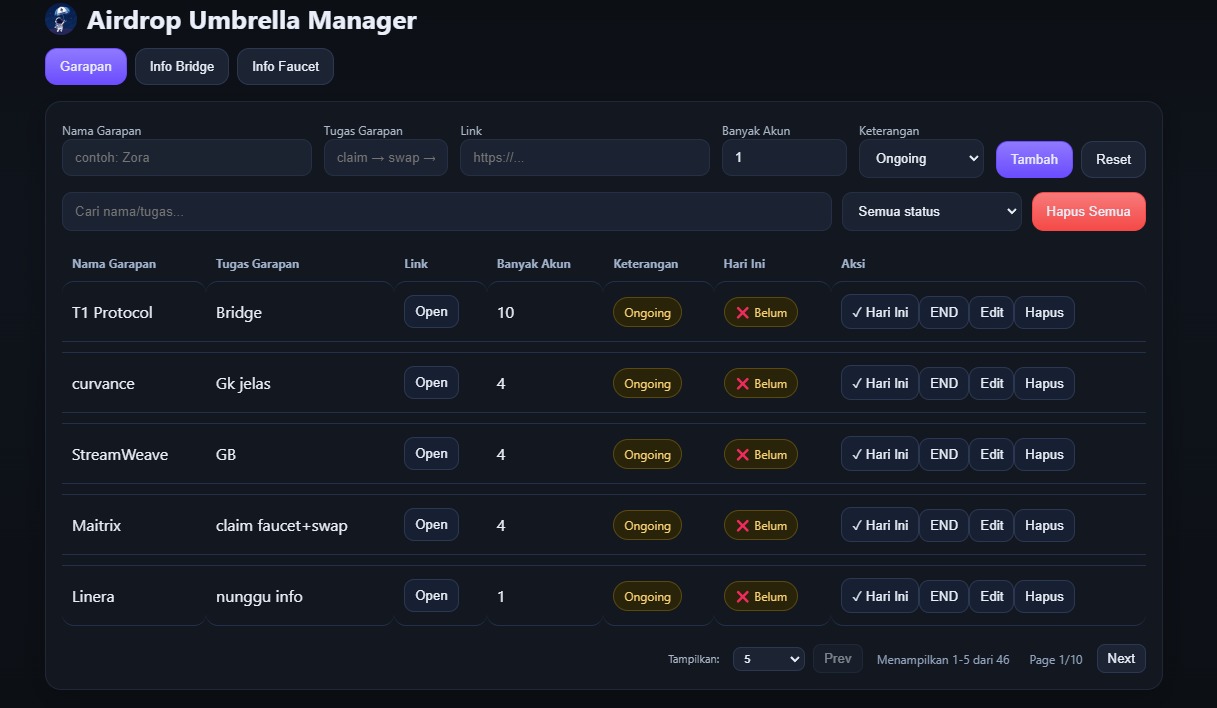 Airdrop Umbrella Manager
Garapan Info Bridge Info Faucet
Nama Garapan Tugas Garapan Link Banyak Akun Keterangan
contoh: Zora claim → swap → https://... 1 Ongoing Tambah Reset
Cari nama/tugas... Semua status Hapus Semua
Nama Garapan Tugas Garapan Link Banyak Akun Keterangan Hari Ini Aksi
T1 Protocol Bridge Open 10 Ongoing ❌ Belum ✓ Hari Ini END Edit Hapus
curvance Gk jelas Open 4 Ongoing ❌ Belum ✓ Hari Ini END Edit Hapus
StreamWeave GB Open 4 Ongoing ❌ Belum ✓ Hari Ini END Edit Hapus
Maitrix claim faucet+swap Open 4 Ongoing ❌ Belum ✓ Hari Ini END Edit Hapus
Linera nunggu info Open 1 Ongoing ❌ Belum ✓ Hari Ini END Edit Hapus
Tampilkan: 5 Prev Menampilkan 1-5 dari 46 Page 1/10 Next